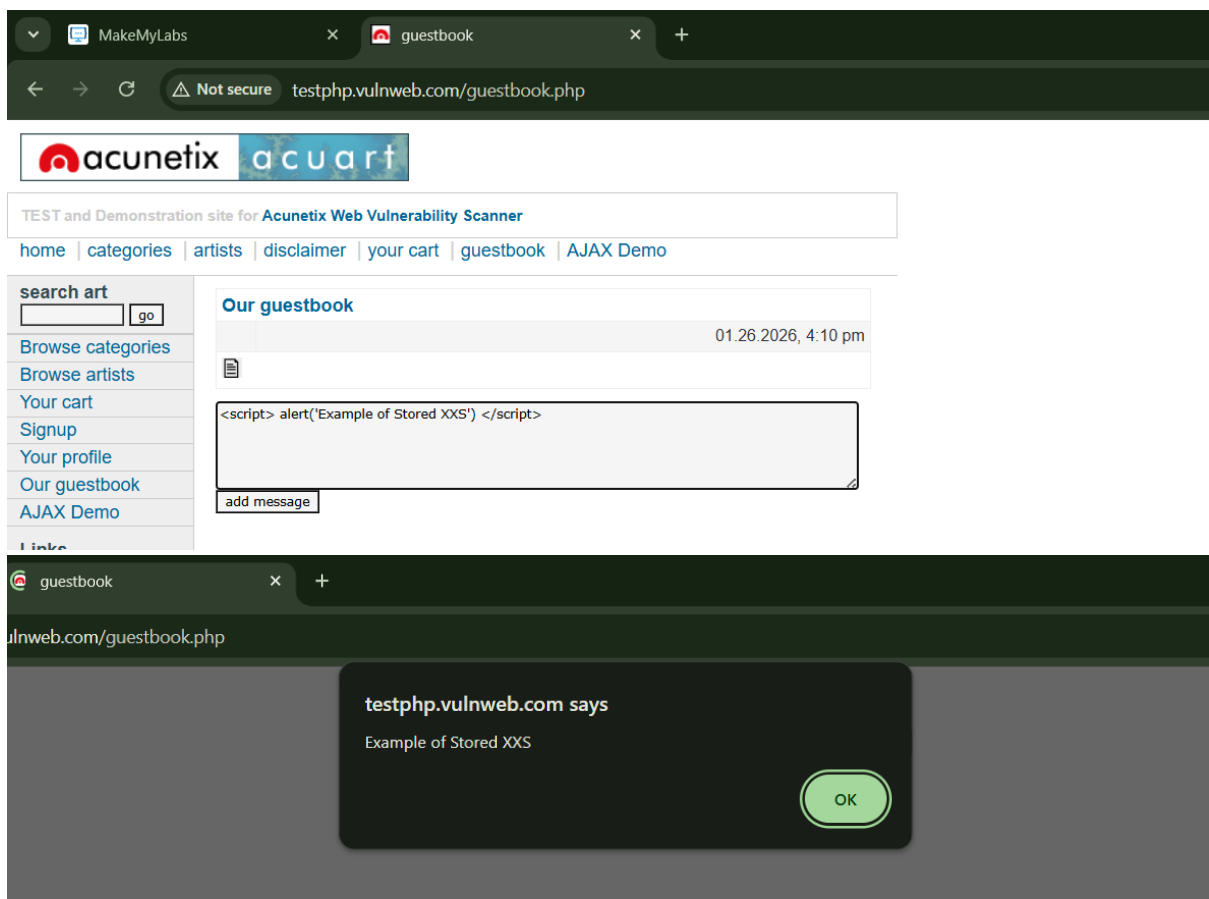 MakeMyLabs
guestbook
Not secure testphp.vulnweb.com/guestbook.php
acunetix acuart
TEST and Demonstration site for Acunetix Web Vulnerability Scanner
home | categories | artists | disclaimer | your cart | guestbook | AJAX Demo
search art
go
Browse categories
Browse artists
Your cart
Signup
Your profile
Our guestbook
AJAX Demo
Links
Our guestbook
01.26.2026, 4:10 pm
<script> alert('Example of Stored XXS') </script>
add message
guestbook
ulnweb.com/guestbook.php
testphp.vulnweb.com says
Example of Stored XXS
OK